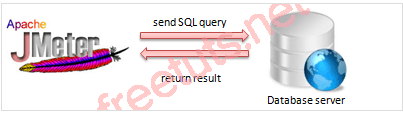 Apache
JMeter
send SQL query
return result
Database server
freetuts.net